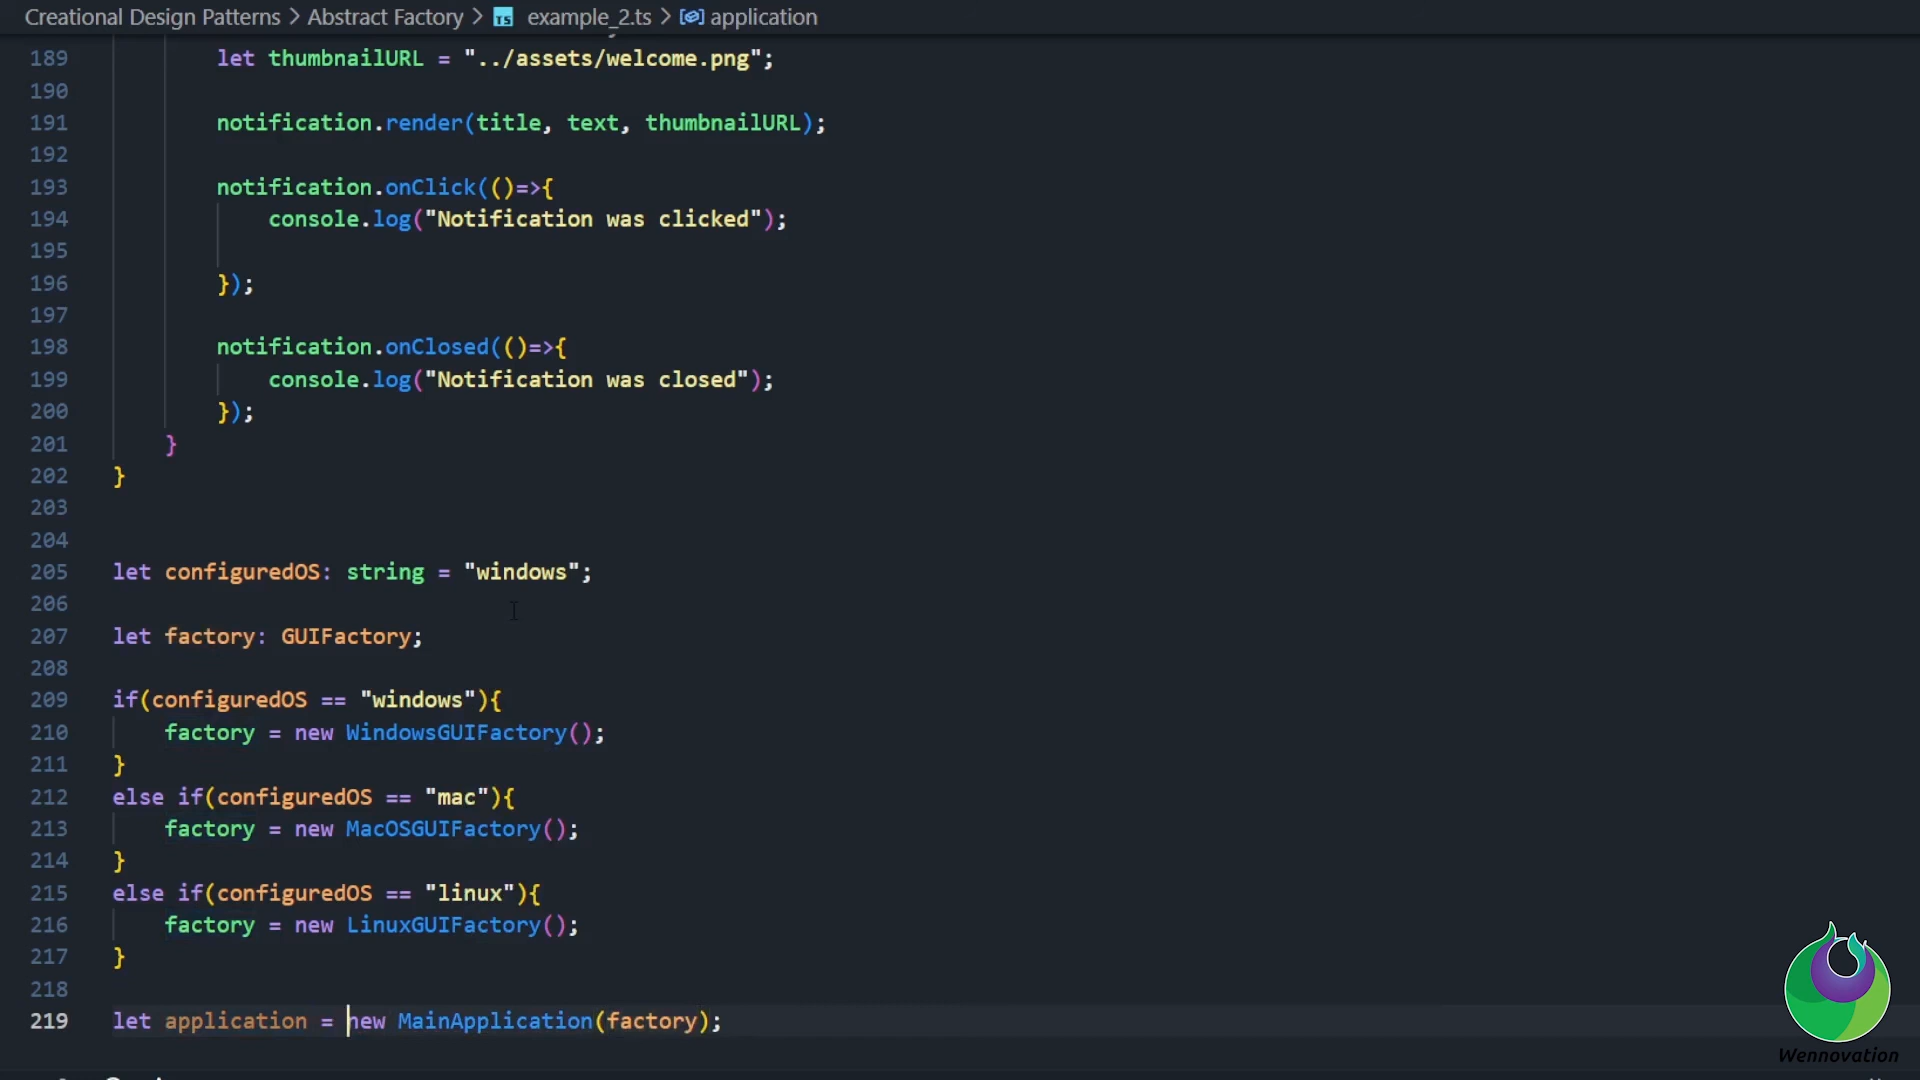 Creational Design Patterns > Abstract Factory > TS example_2.ts > application
189 let thumbnailURL = "../assets/welcome.png";
190
191 notification.render(title, text, thumbnailURL);
192
193 notification.onClick(()=>{
194 console.log("Notification was clicked");
195
196 });
197
198 notification.onClosed(()=>{
199 console.log("Notification was closed");
200 });
201 }
202 }
203
204
205 let configuredOS: string = "windows";
206
207 let factory: GUIFactory;
208
209 if(configuredOS == "windows"){
210 factory = new WindowsGUIFactory();
211 }
212 else if(configuredOS == "mac"){
213 factory = new MacOSGUIFactory();
214 }
215 else if(configuredOS == "linux"){
216 factory = new LinuxGUIFactory();
217 }
218
219 let application = new MainApplication(factory);
Wennovation